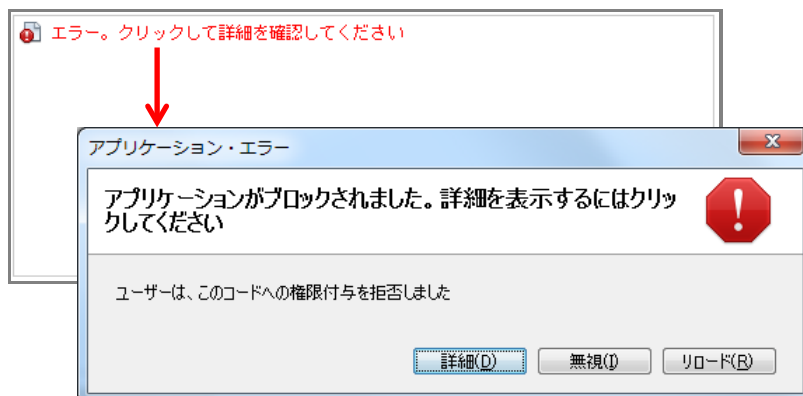 エラー。クリックして詳細を確認してください
アプリケーション・エラー
アプリケーションがブロックされました。詳細を表示するにはクリッ
クしてください
ユーザーは、このコードへの権限付与を拒否しました
詳細(D) 無視(I) リロード(R)